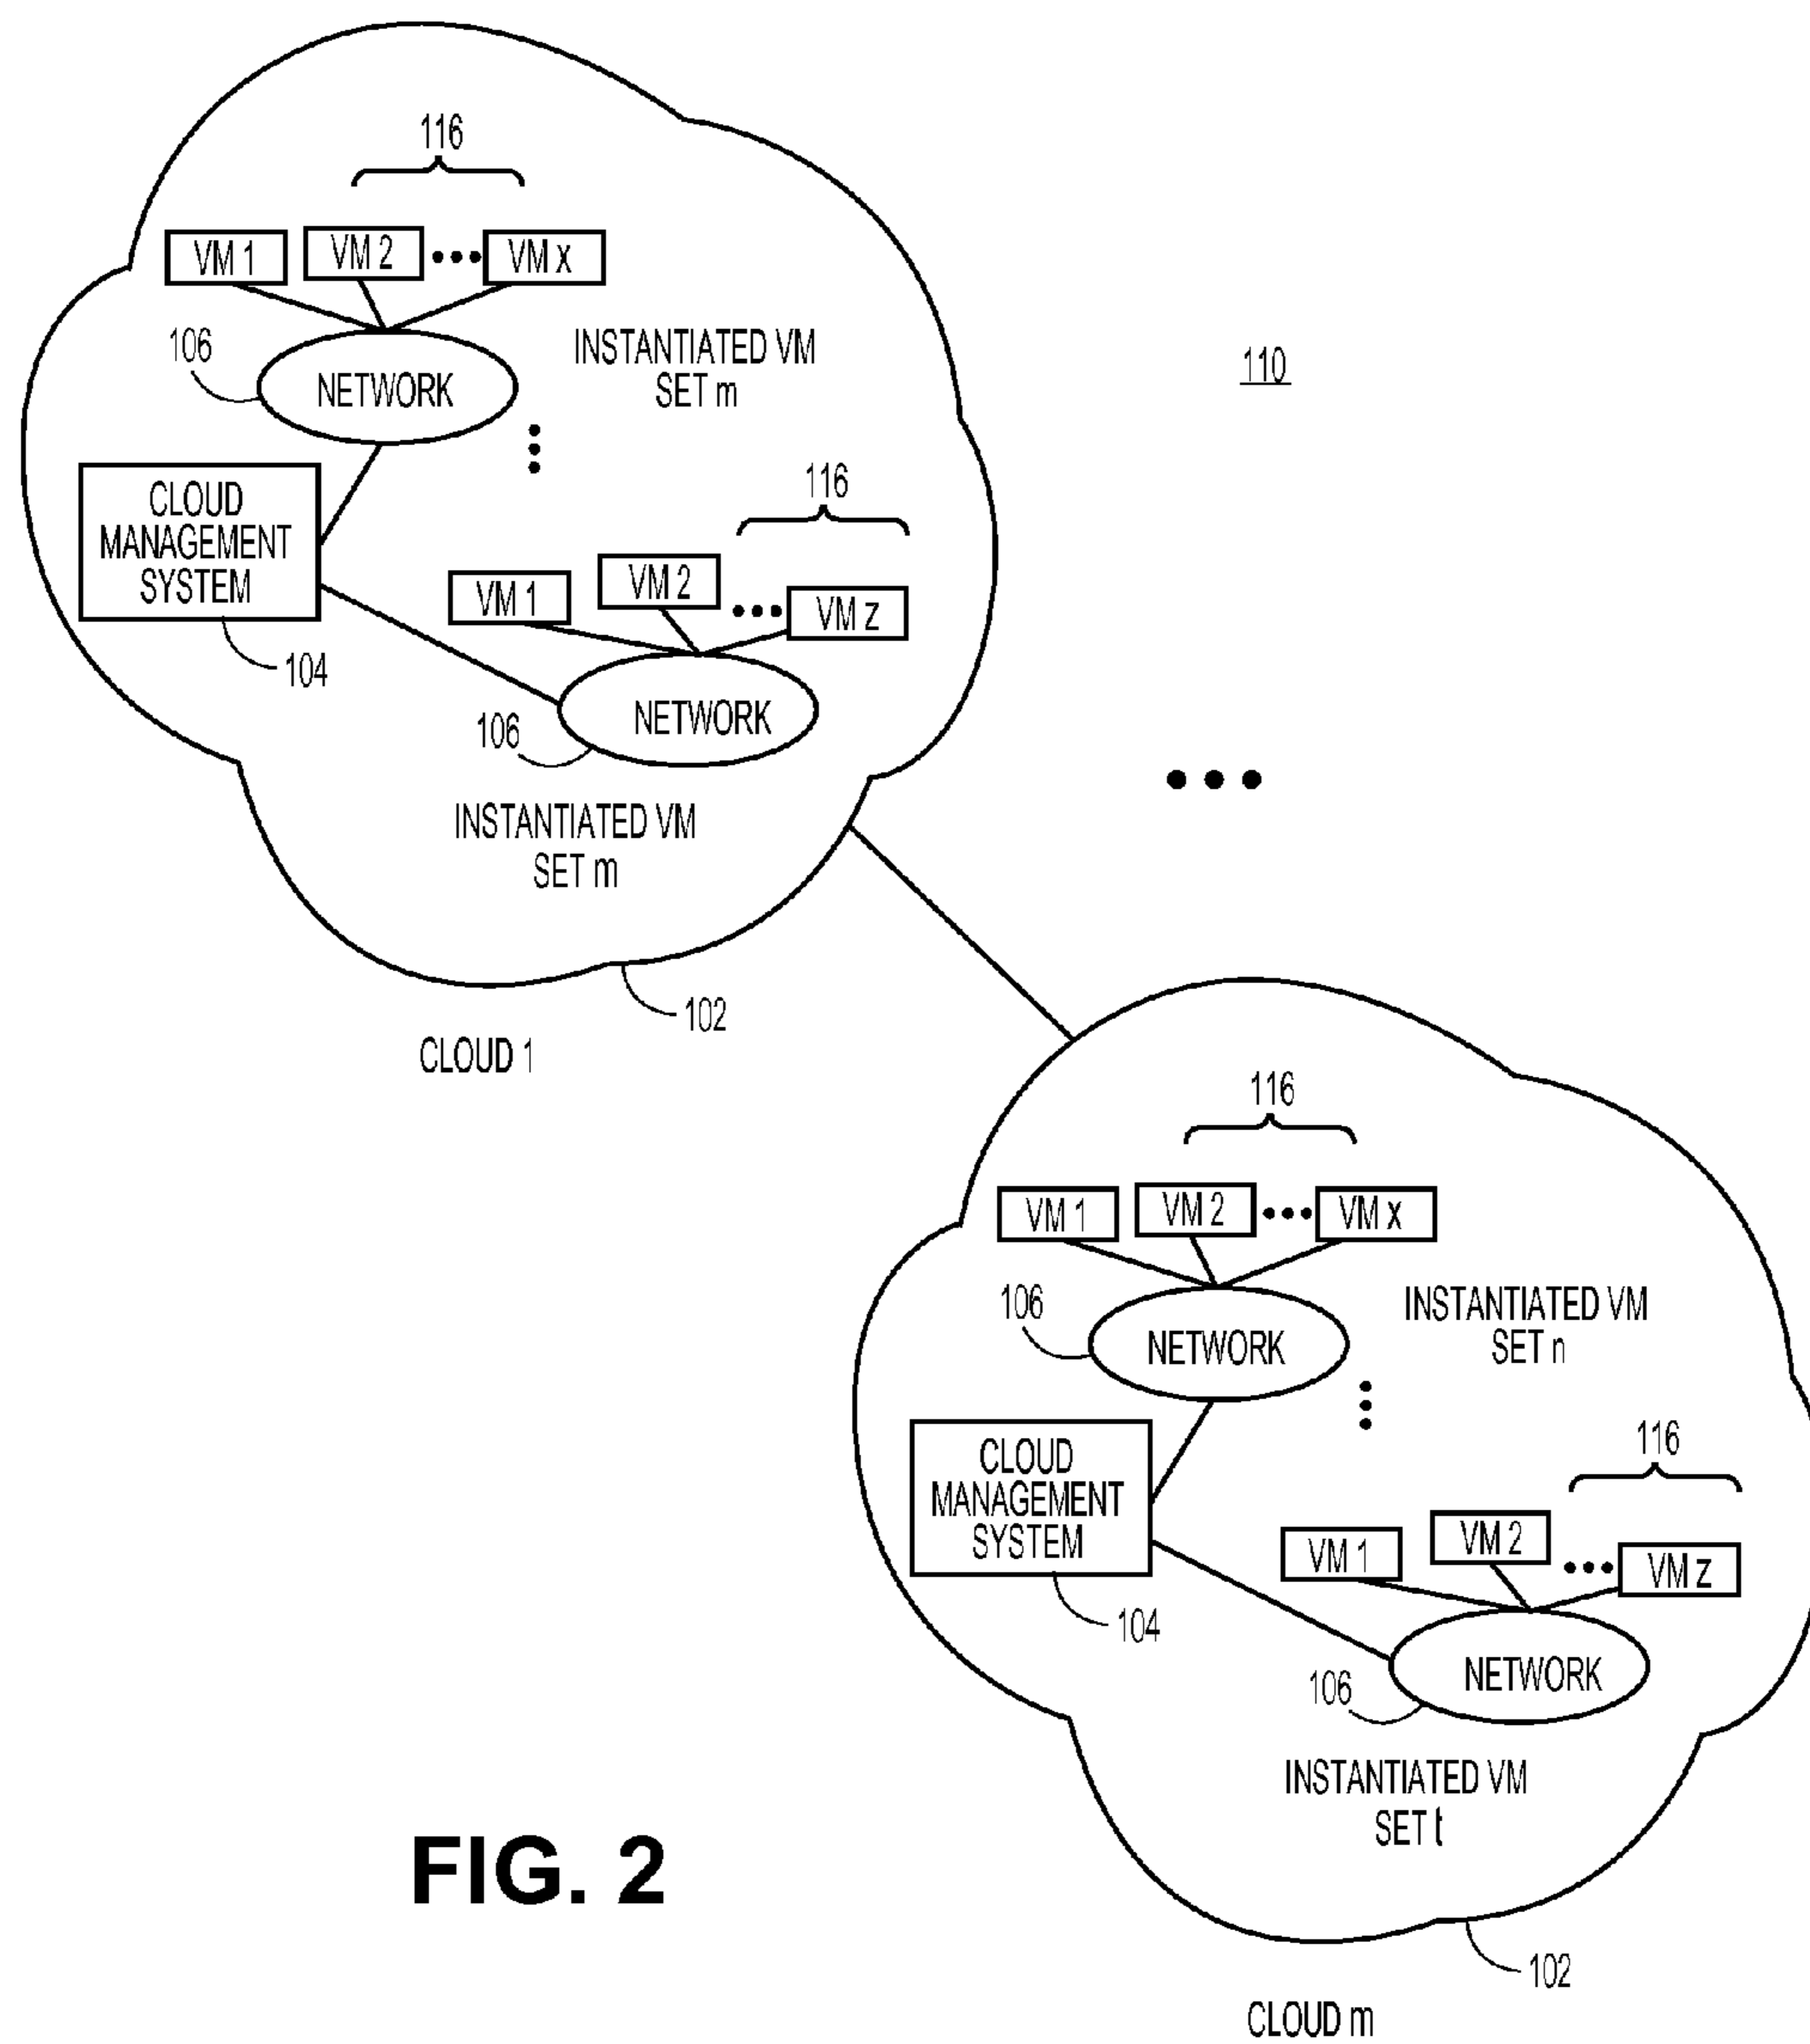 116
VM 1
VM 2
VM x
106
NETWORK
INSTANTIATED VM
SET m
110
CLOUD
MANAGEMENT
SYSTEM
104
116
VM 1
VM 2
VM z
106
NETWORK
INSTANTIATED VM
SET m
102
CLOUD 1
116
VM 1
VM 2
VM x
106
NETWORK
INSTANTIATED VM
SET n
CLOUD
MANAGEMENT
SYSTEM
104
116
VM 1
VM 2
VM z
106
NETWORK
INSTANTIATED VM
SET t
102
CLOUD m
FIG. 2